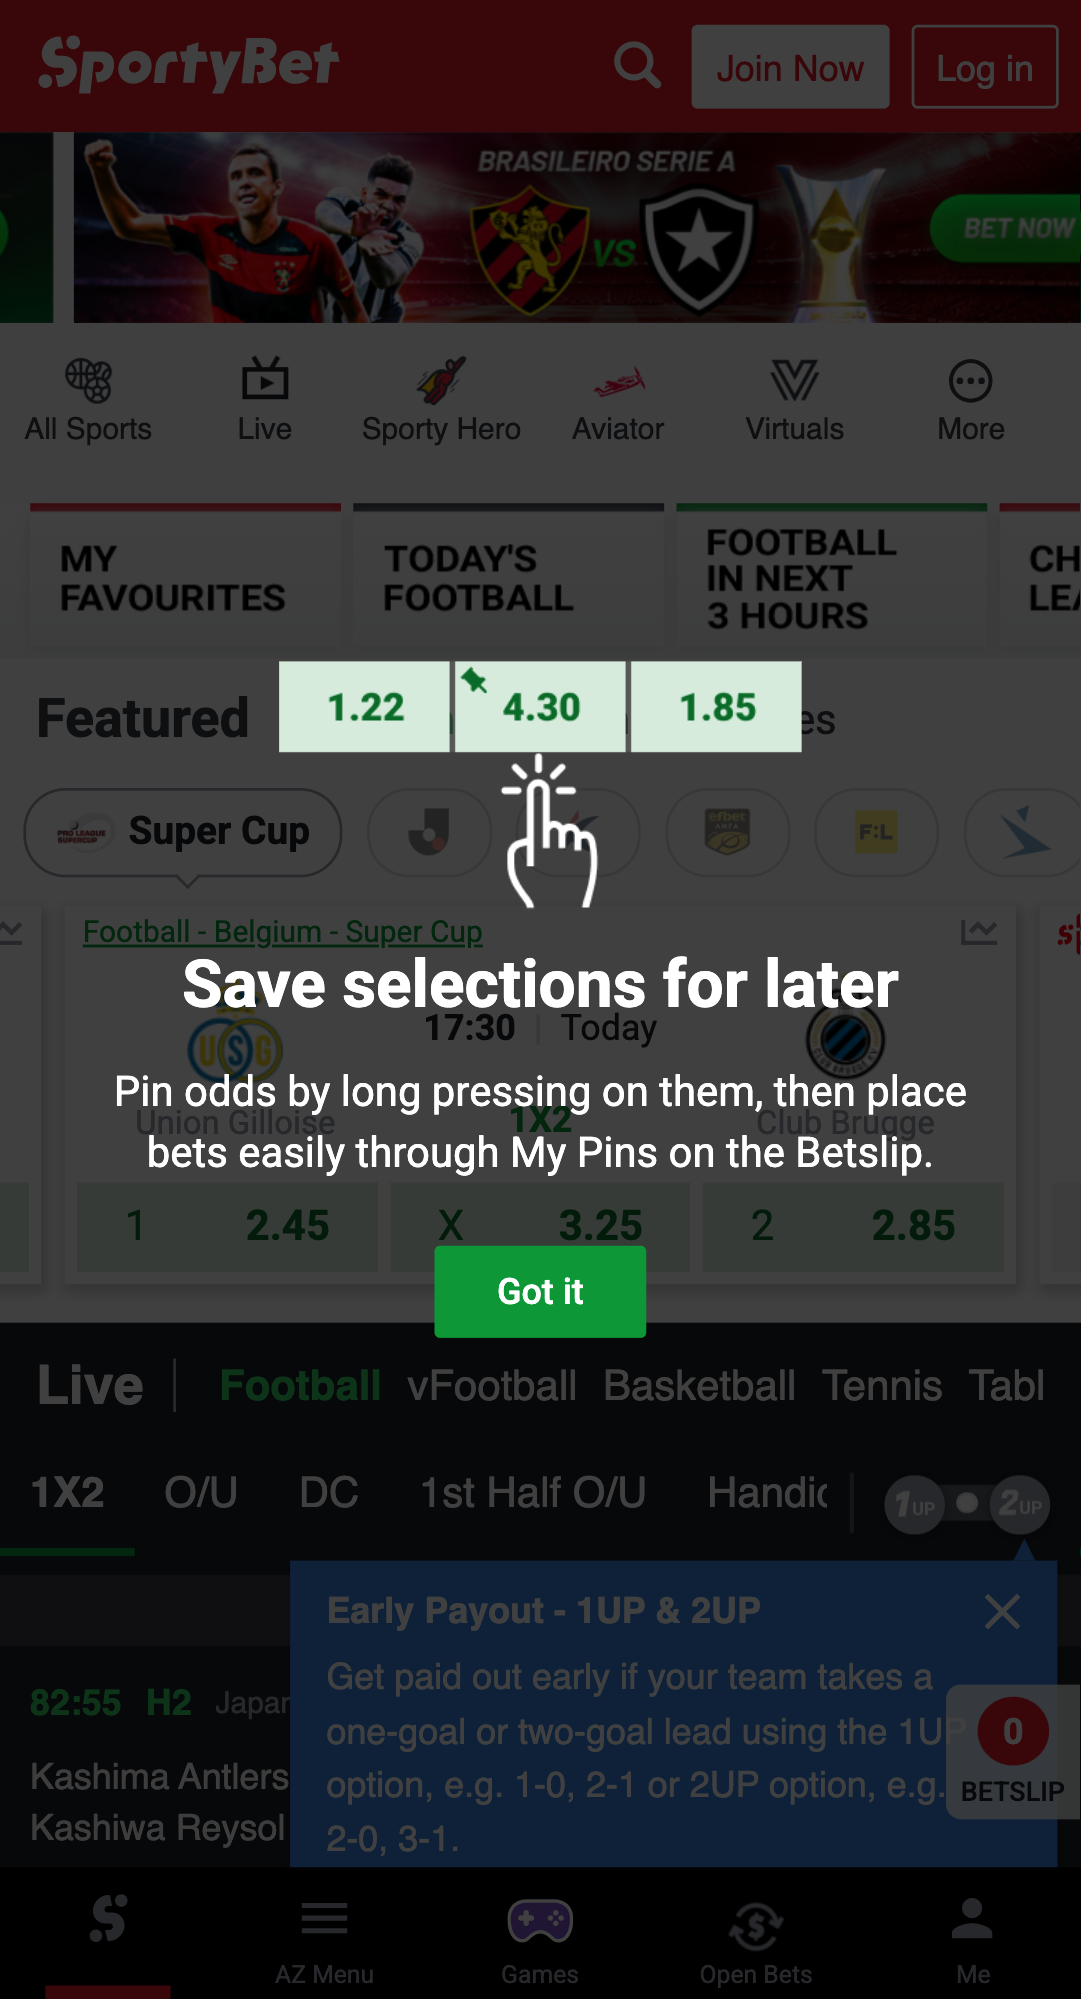 SportyBet
Join Now
Log in
BRASILEIRO SERIE A
VS
BET NOW
All Sports
Live
Sporty Hero
Aviator
Virtuals
More
MY
FAVOURITES
TODAY'S
FOOTBALL
FOOTBALL
IN NEXT
3 HOURS
CH
LEA
Featured
1.22
4.30
1.85
es
PRO LEAGUE
SUPERCUP
Super Cup
efbet
F:L
Football - Belgium - Super Cup
Save selections for later
17:30
Today
USG
Pin odds by long pressing on them, then place
Union Gilloise
1X2
Club Brugge
bets easily through My Pins on the Betslip.
1 2.45
X 3.25
2 2.85
Got it
Live
Football
vFootball
Basketball
Tennis
Tabl
1X2
O/U
DC
1st Half O/U
Handic
1UP
2UP
Early Payout - 1UP & 2UP
Get paid out early if your team takes a
one-goal or two-goal lead using the 1UP
option, e.g. 1-0, 2-1 or 2UP option, e.g.
2-0, 3-1.
82:55 H2 Japan
Kashima Antlers
Kashiwa Reysol
0
BETSLIP
AZ Menu
Games
Open Bets
Me